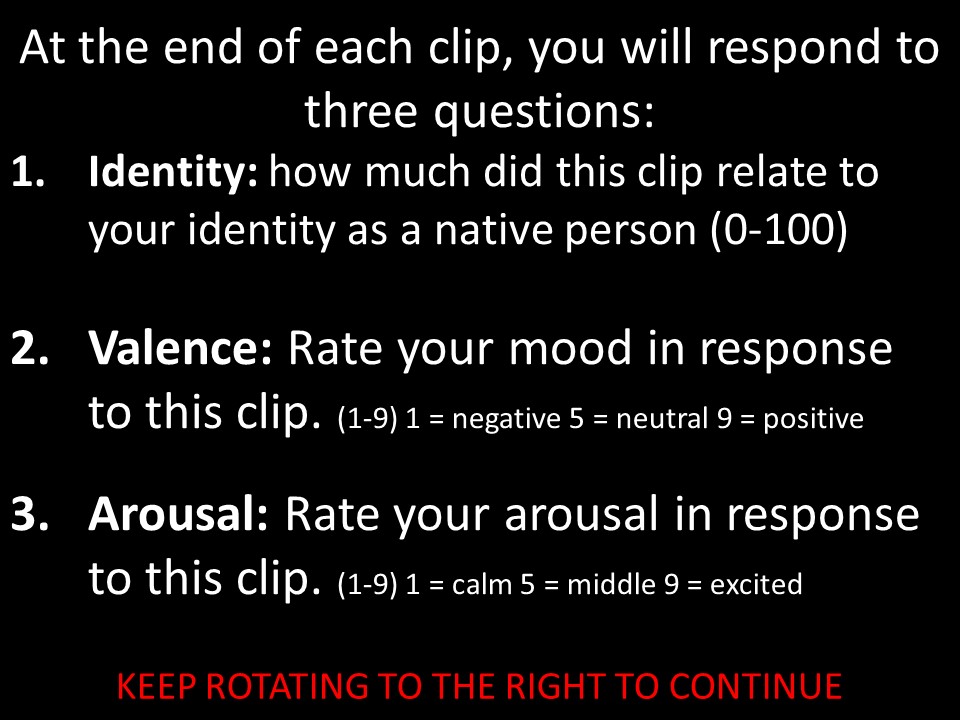 At the end of each clip, you will respond to
three questions:
1. Identity: how much did this clip relate to
your identity as a native person (0-100)
2. Valence: Rate your mood in response
to this clip. (1-9) 1 = negative 5 = neutral 9 = positive
3. Arousal: Rate your arousal in response
to this clip. (1-9) 1 = calm 5 = middle 9 = excited
KEEP ROTATING TO THE RIGHT TO CONTINUE